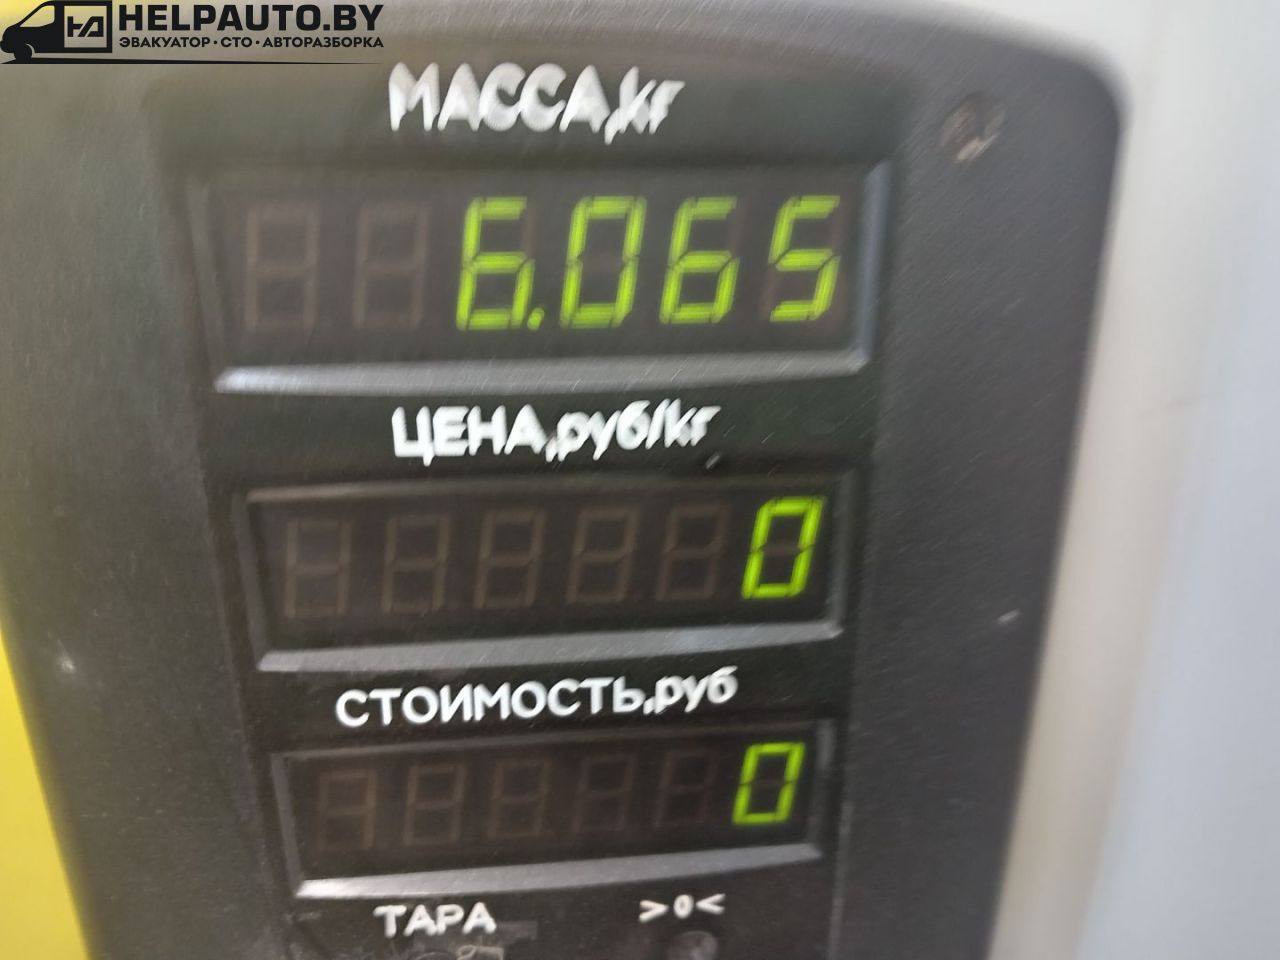 HELPAUTO.BY
ЭВАКУАТОР·СТО·АВТОРАЗБОРКА
МАССА,kг
6.065
ЦЕНА,руб/kг
0
СТОИМОСТЬ,руб
0
ТАРА >0<